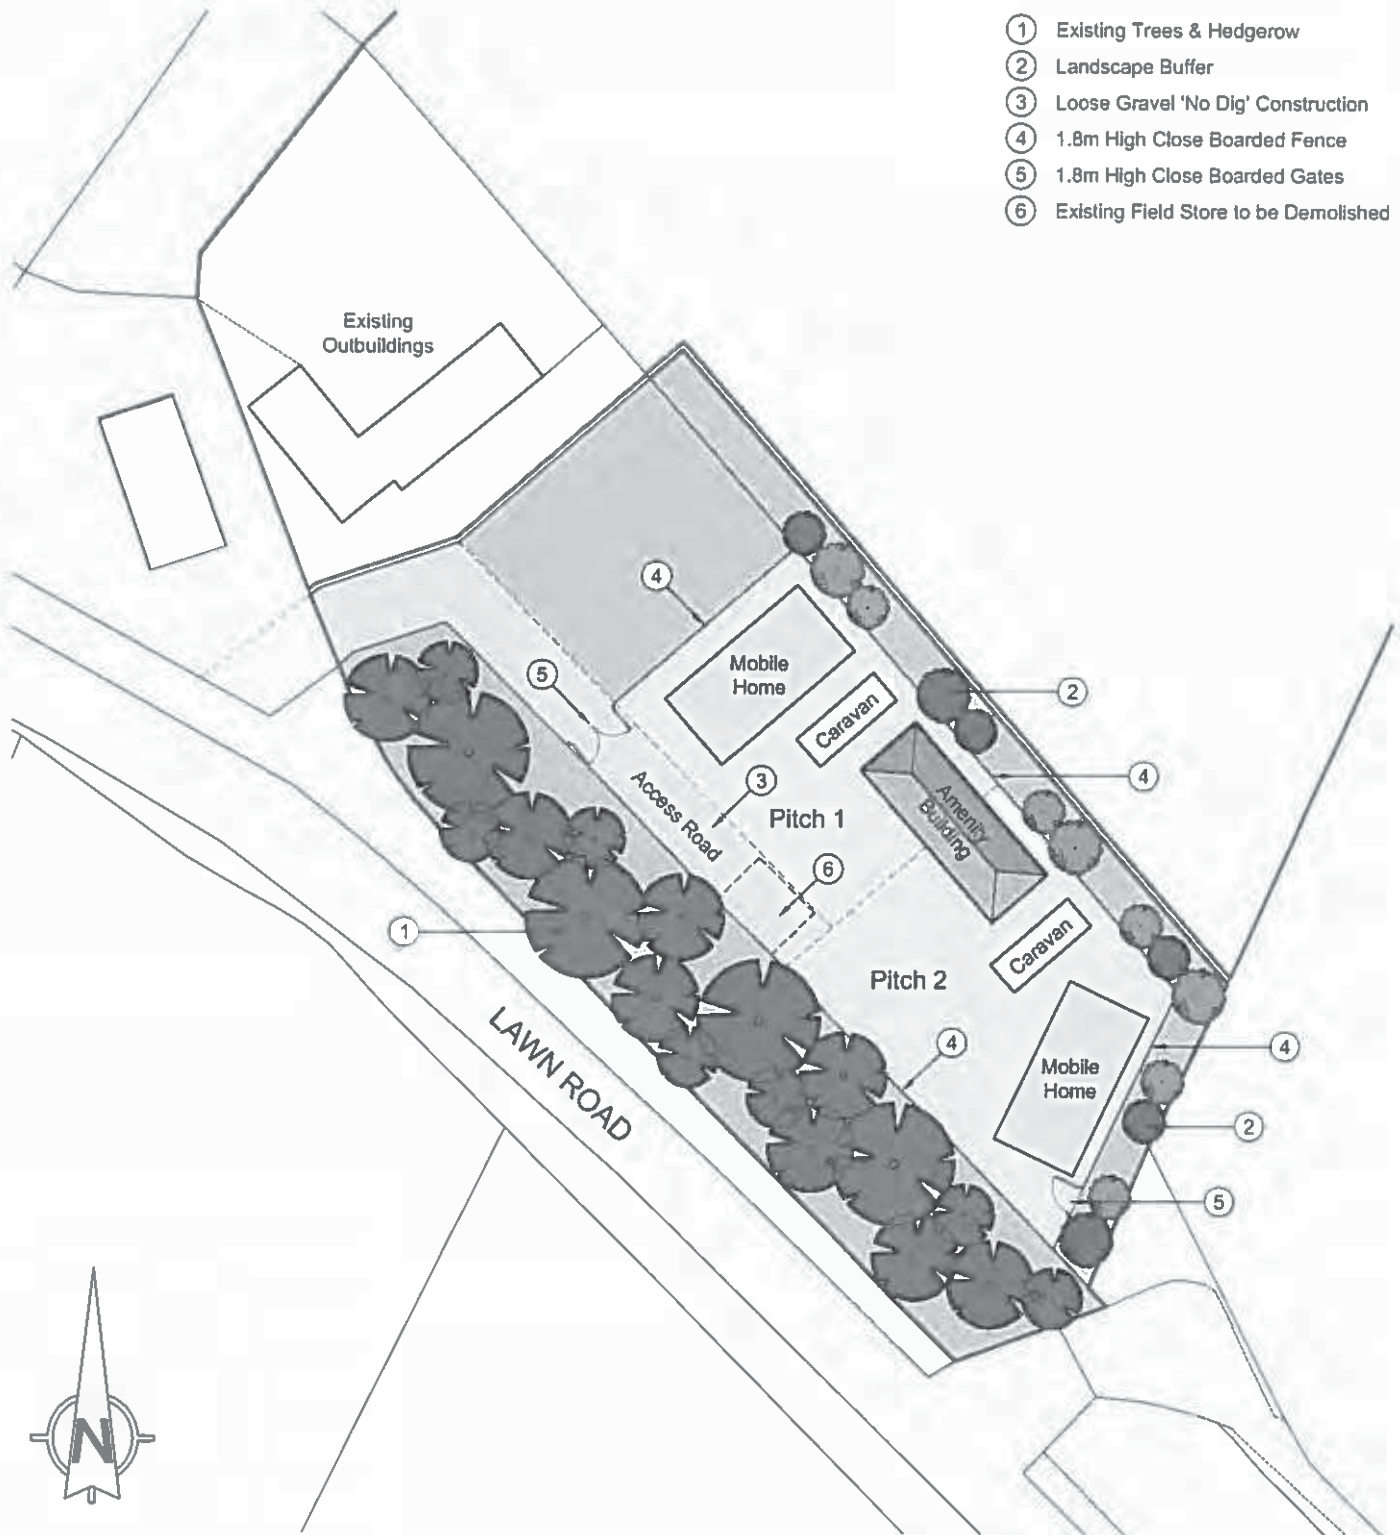 1 Existing Trees & Hedgerow
2 Landscape Buffer
3 Loose Gravel 'No Dig' Construction
4 1.8m High Close Boarded Fence
5 1.8m High Close Boarded Gates
6 Existing Field Store to be Demolished
Existing
Outbuildings
4
Mobile
Home
5
2
Caravan
4
3
Access Road
Pitch 1
Amenity
Building
6
1
Caravan
Pitch 2
LAWN ROAD
4
4
Mobile
Home
2
5
N